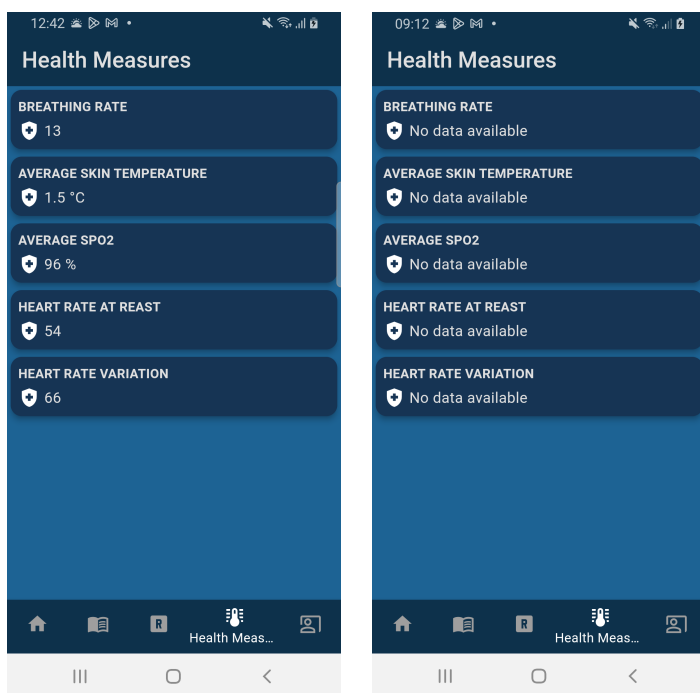 12:42
Health Measures
BREATHING RATE
13
AVERAGE SKIN TEMPERATURE
1.5 °C
AVERAGE SPO2
96 %
HEART RATE AT REAST
54
HEART RATE VARIATION
66
R
Health Meas...
09:12
Health Measures
BREATHING RATE
No data available
AVERAGE SKIN TEMPERATURE
No data available
AVERAGE SPO2
No data available
HEART RATE AT REAST
No data available
HEART RATE VARIATION
No data available
R
Health Meas...